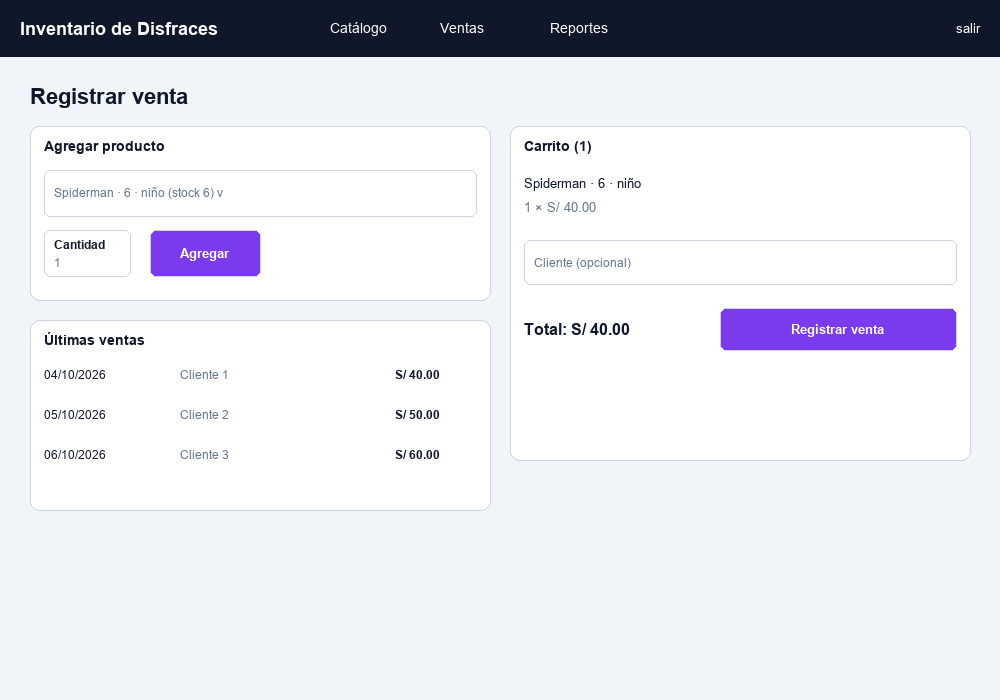 Inventario de Disfraces
Catálogo
Ventas
Reportes
salir
Registrar venta
Agregar producto
Spiderman · 6 · niño (stock 6) v
Cantidad
1
Agregar
Últimas ventas
04/10/2026 Cliente 1 S/ 40.00
05/10/2026 Cliente 2 S/ 50.00
06/10/2026 Cliente 3 S/ 60.00
Carrito (1)
Spiderman · 6 · niño
1 × S/ 40.00
Cliente (opcional)
Total: S/ 40.00
Registrar venta